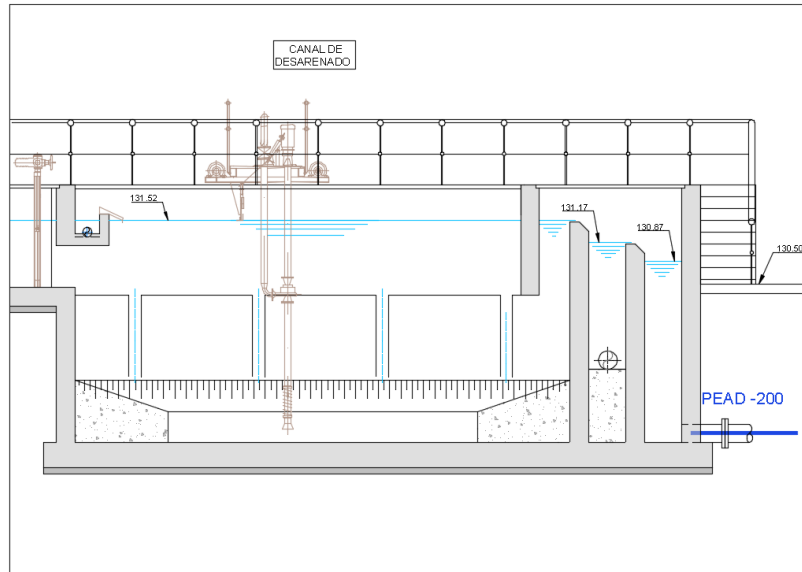 CANAL DE
DESARENADO
131.52
131.17
130.87
130.50
PEAD -200